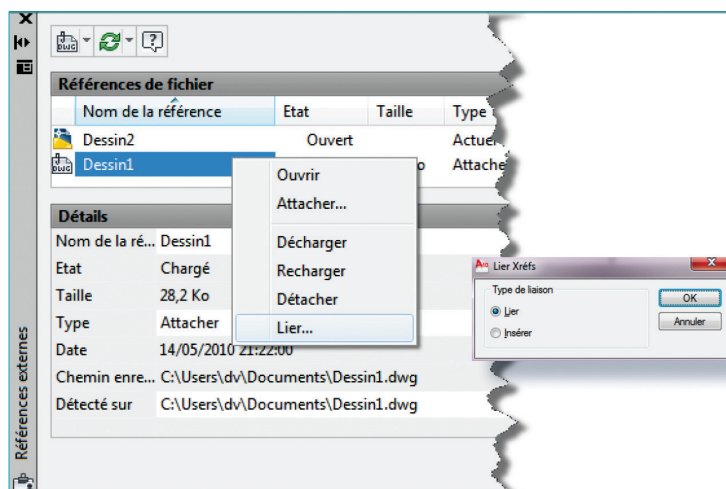 Références de fichier
Nom de la référence Etat Taille Type
Dessin2 Ouvert Actuel
Dessin1 o Attache
Ouvrir
Attacher...
Décharger
Recharger
Détacher
Lier...
Détails
Nom de la ré... Dessin1
Etat Chargé
Taille 28,2 Ko
Type Attacher
Date 14/05/2010 21:22:00
Chemin enre... C:\Users\dv\Documents\Dessin1.dwg
Détecté sur C:\Users\dv\Documents\Dessin1.dwg
Références externes
Lier Xréfs
Type de liaison
Lier
Insérer
OK
Annuler